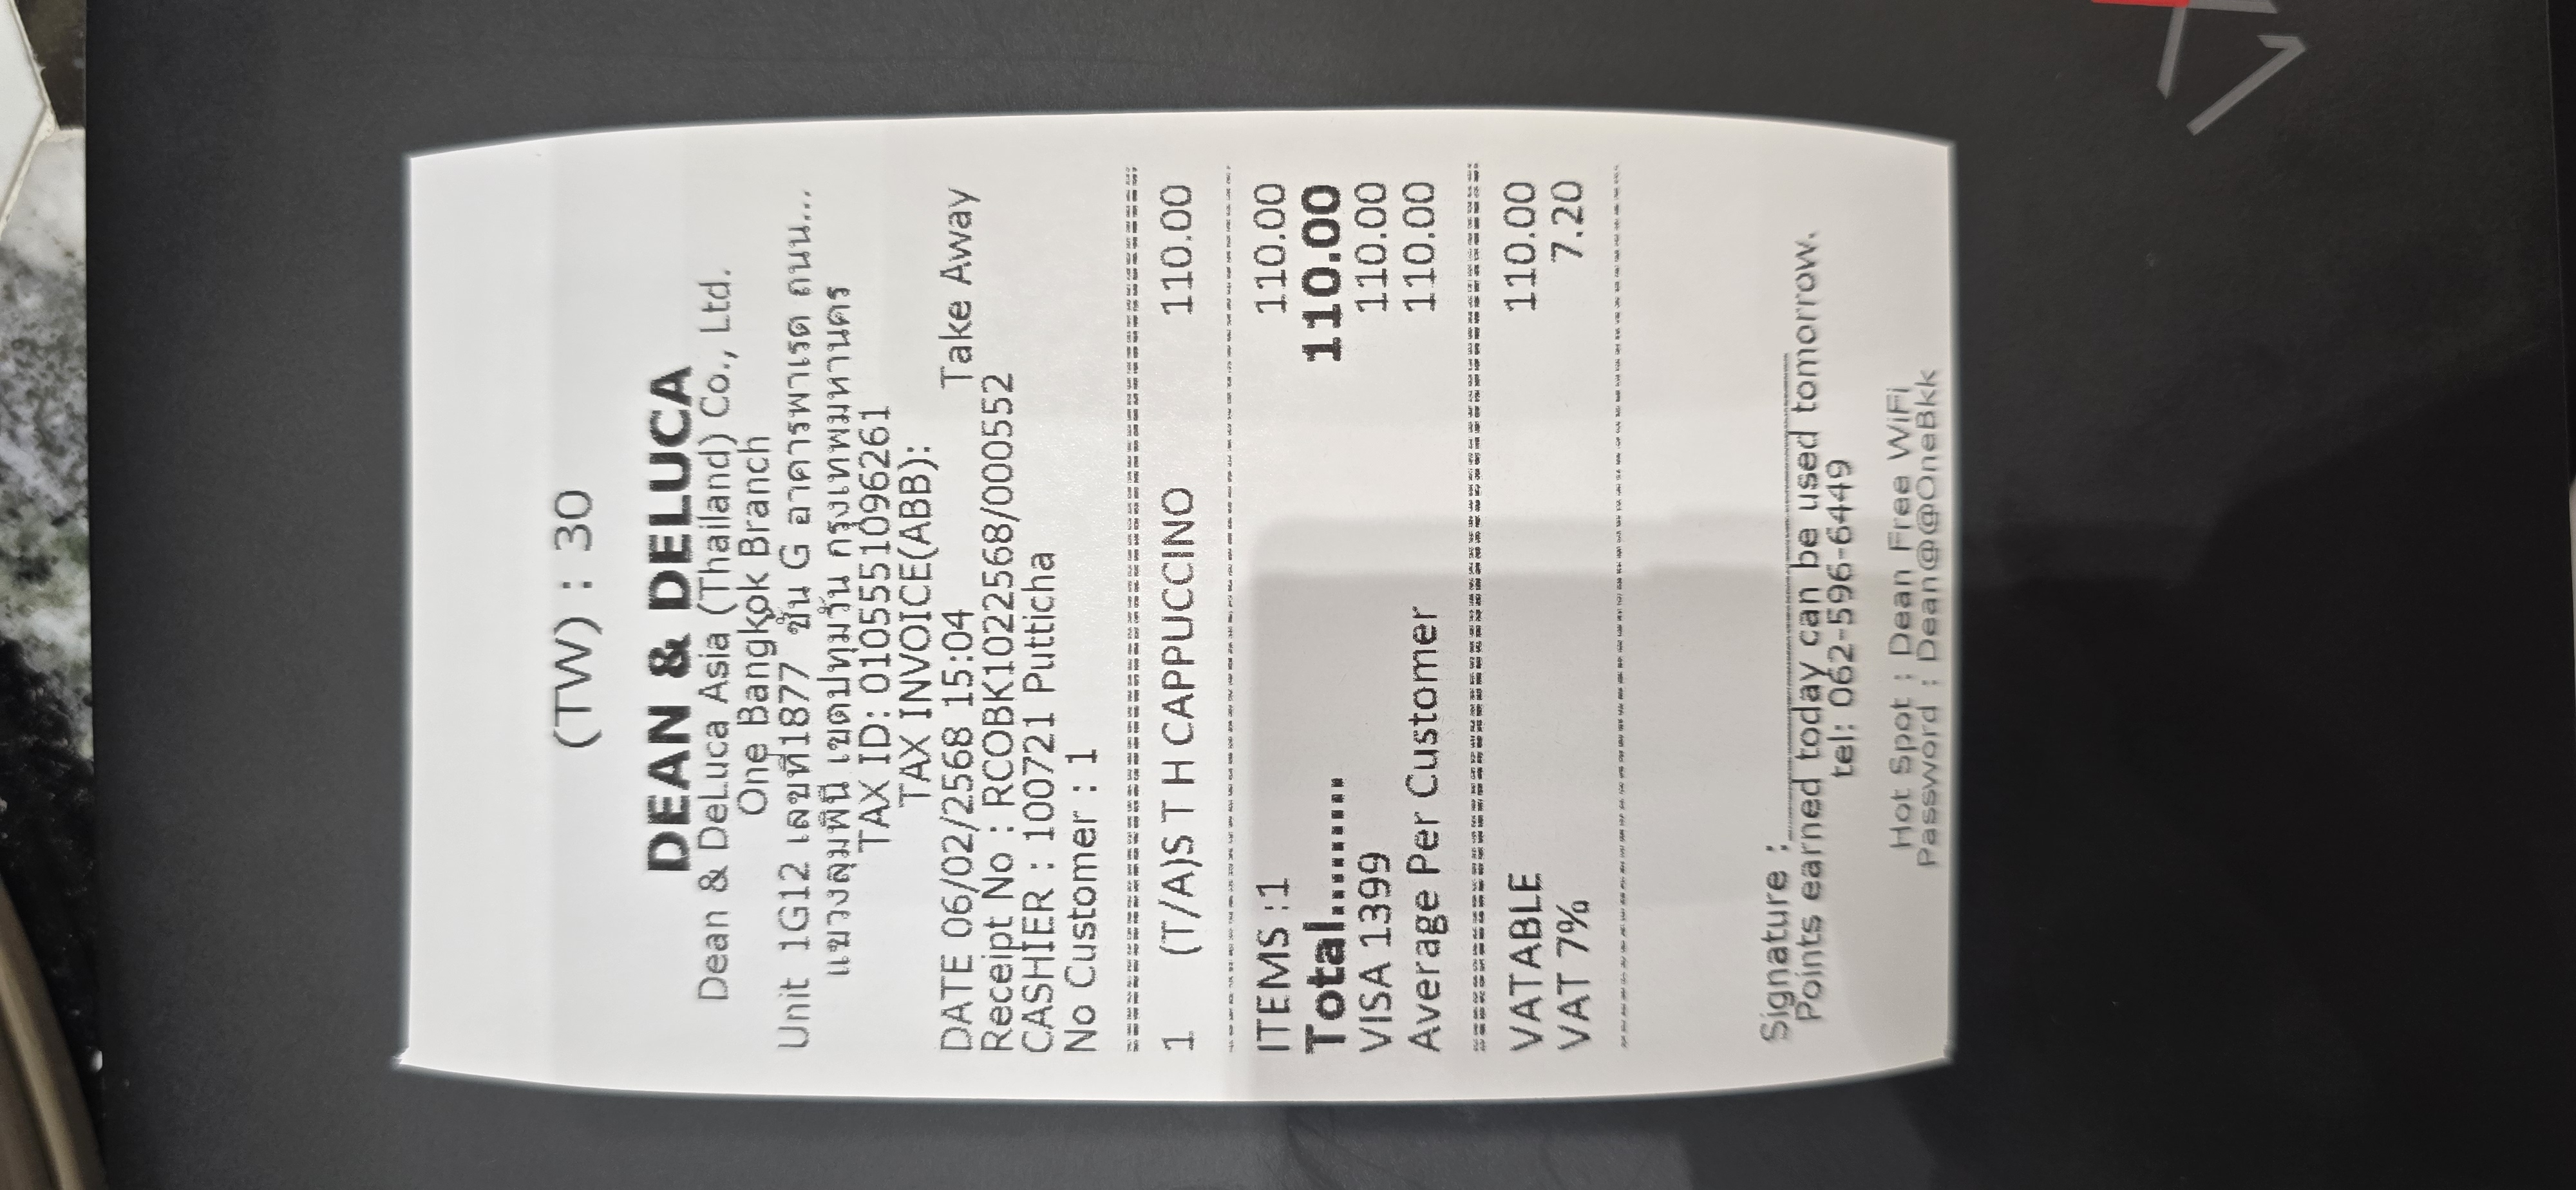 (TW) : 30
DEAN & DELUCA
Dean & DeLuca Asia (Thailand) Co., Ltd.
One Bangkok Branch
Unit 1G12 เลขที่1877 ชั้น G อาคารพาเรด ถนน...
แขวงลุมพินี เขตปทุมวัน กรุงเทพมหานคร
TAX ID: 0105551096261
TAX INVOICE(ABB):
DATE 06/02/2568 15:04 Take Away
Receipt No : RCOBK1022568/000552
CASHIER : 100721 Putticha
No Customer : 1
1 (T/A)S T H CAPPUCCINO 110.00
ITEMS :1 110.00
Total......... 110.00
VISA 1399 110.00
Average Per Customer 110.00
VATABLE 110.00
VAT 7% 7.20
Signature :
Points earned today can be used tomorrow.
tel: 062-596-6449
Hot Spot : Dean Free WiFi
Password : Dean@@OneBkk